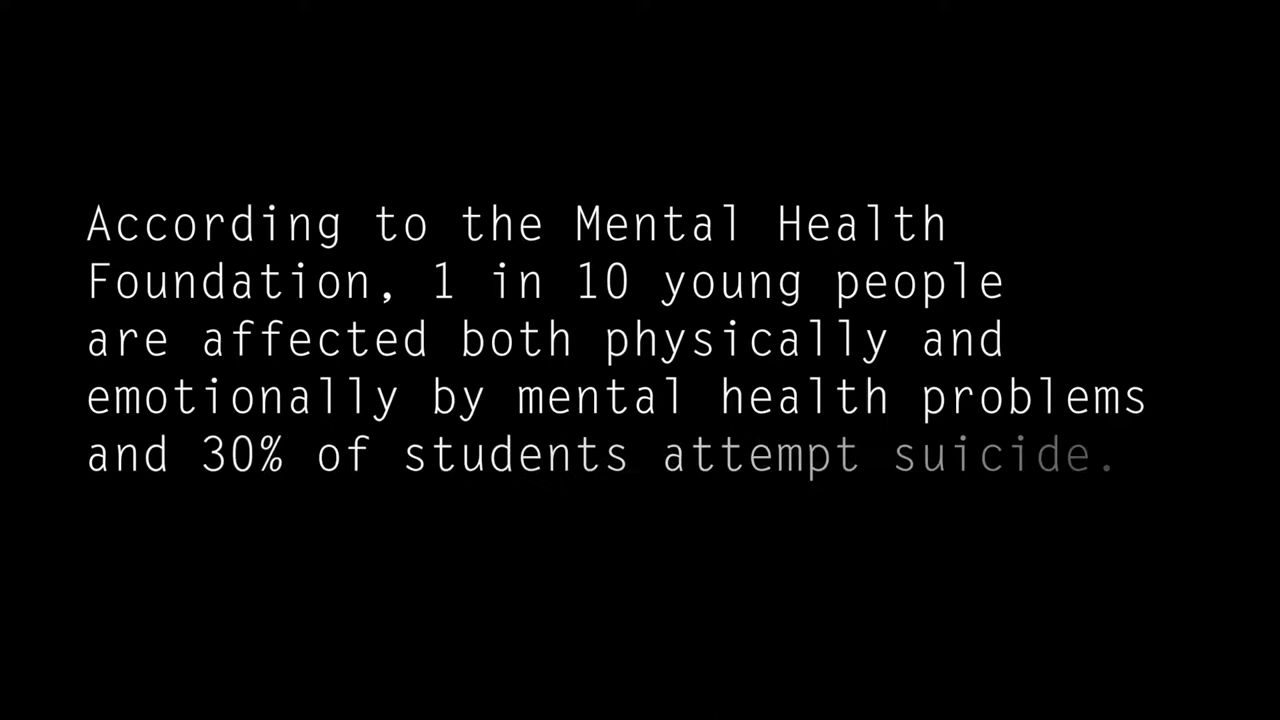 According to the Mental Health
Foundation, 1 in 10 young people
are affected both physically and
emotionally by mental health problems
and 30% of students attempt suicide.